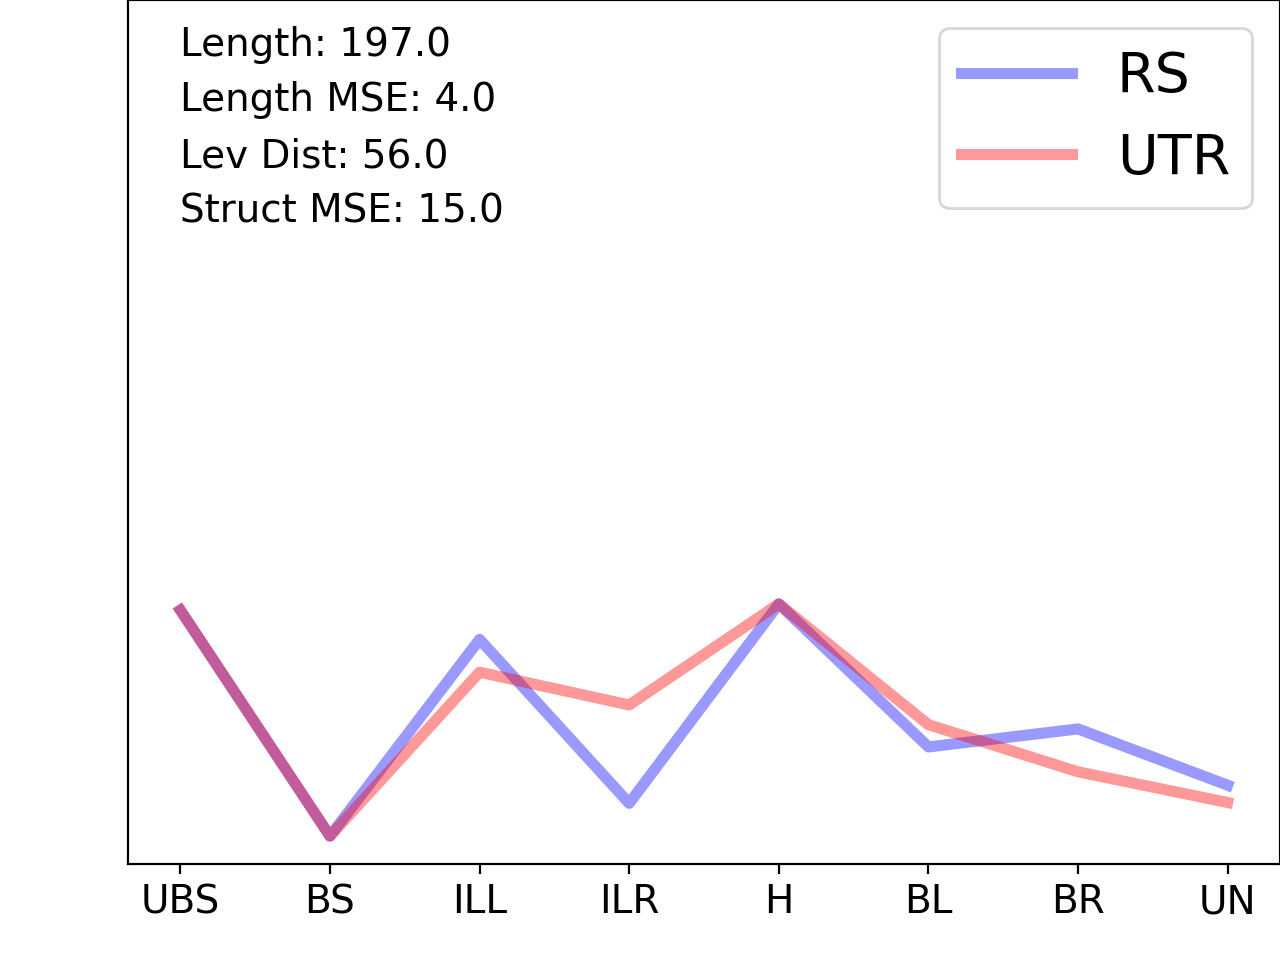 Length: 197.0
Length MSE: 4.0
Lev Dist: 56.0
Struct MSE: 15.0
RS
UTR
UBS BS ILL ILR H BL BR UN